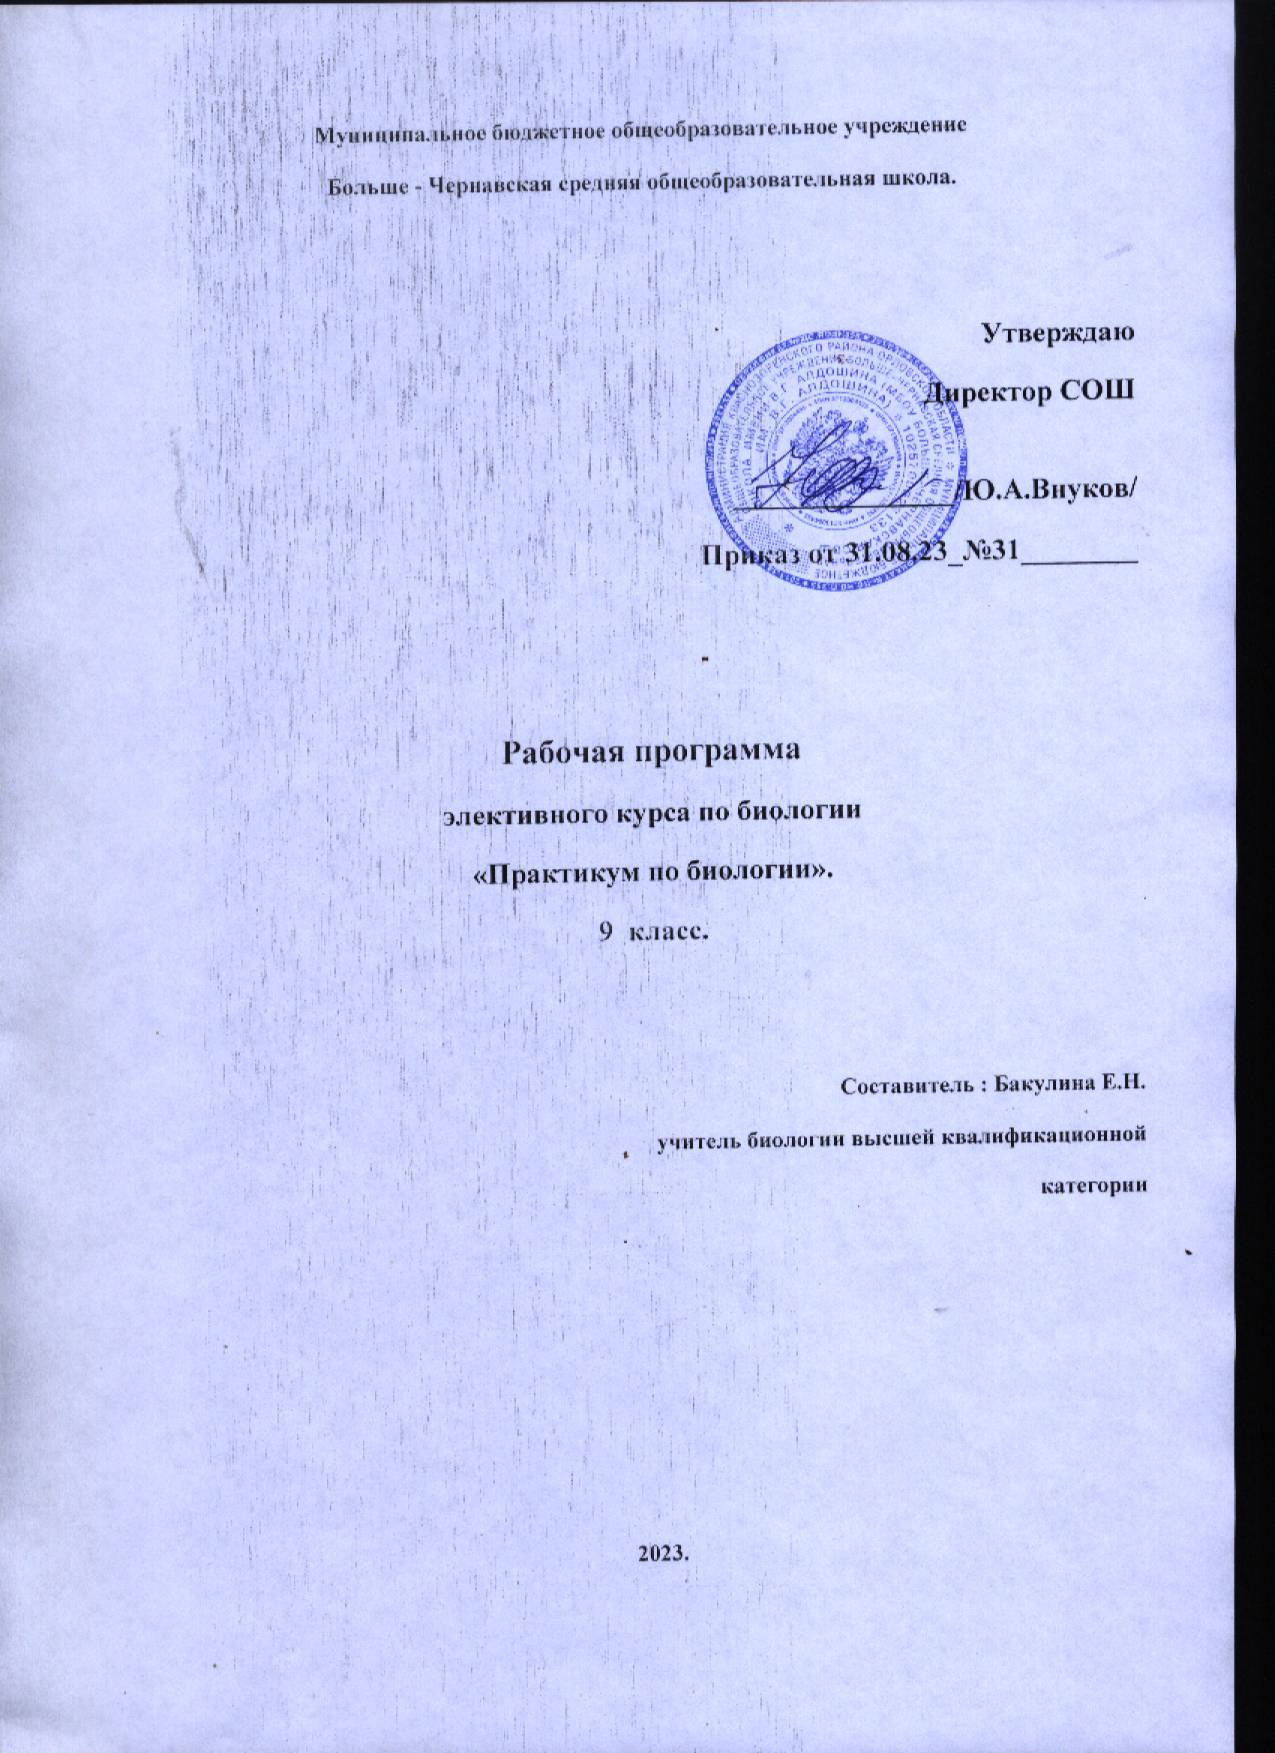 Муниципальное бюджетное общеобразовательное учреждение
Больше - Чернавская средняя общеобразовательная школа.
Утверждаю
Директор СОШ
/Ю.А.Внуков/
Приказ от 31.08.23_№31________
Рабочая программа
элективного курса по биологии
«Практикум по биологии».
9 класс.
Составитель : Бакулина Е.Н.
учитель биологии высшей квалификационной
категории
2023.